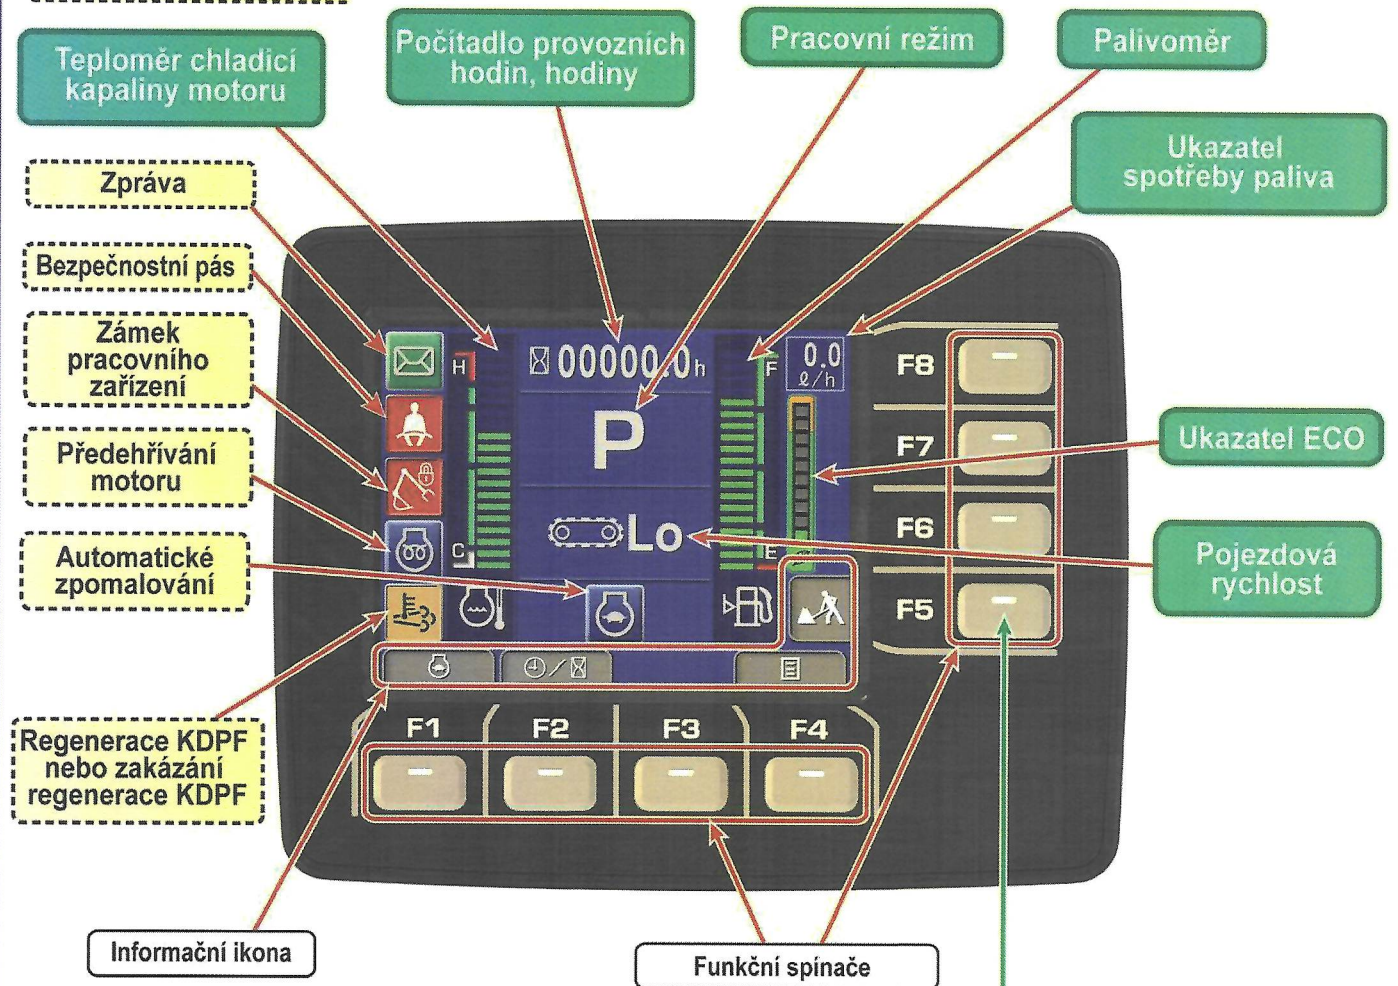 Teploměr chladicí
kapaliny motoru
Počítadlo provozních
hodin, hodiny
Pracovní režim
Palivoměr
Ukazatel
spotřeby paliva
Zpráva
Bezpečnostní pás
Zámek
pracovního
zařízení
Předehřívání
motoru
Automatické
zpomalování
Regenerace KDPF
nebo zakázání
regenerace KDPF
Ukazatel ECO
Pojezdová
rychlost
H
C
00000.0h
P
Lo
F
E
0.0
ℓ/h
F8
F7
F6
F5
F1
F2
F3
F4
Informační ikona
Funkční spínače